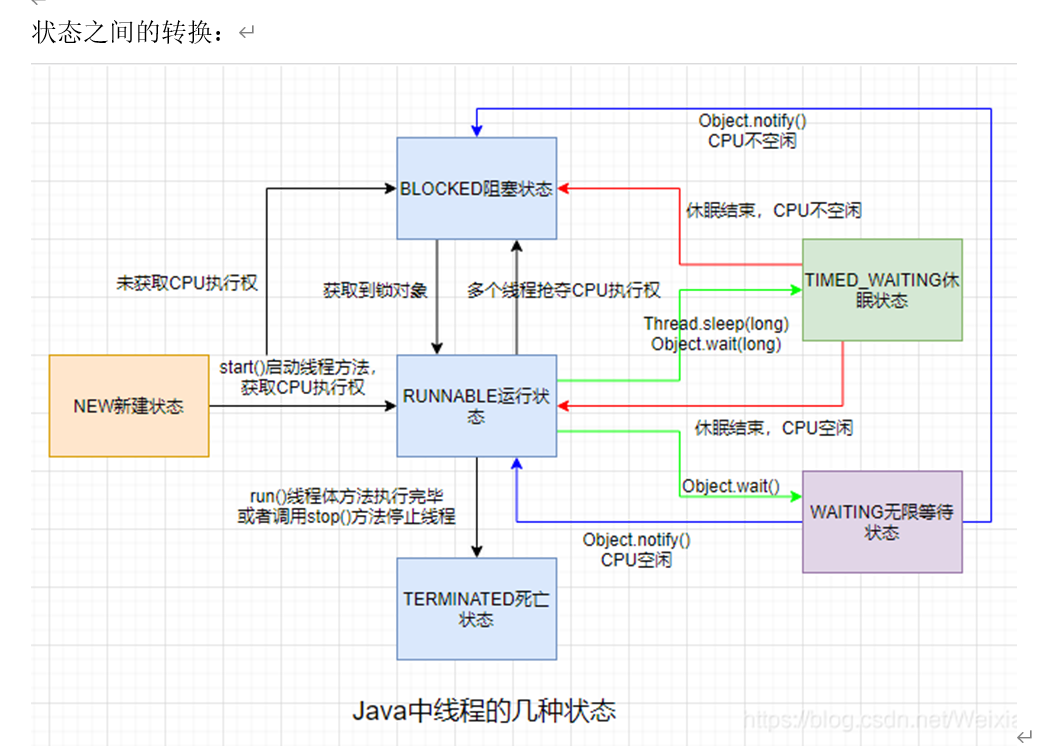 状态之间的转换：
Object.notify()
CPU不空闲
BLOCKED阻塞状态
休眠结束，CPU不空闲
未获取CPU执行权
获取到锁对象
多个线程抢夺CPU执行权
TIMED_WAITING休
眠状态
Thread.sleep(long)
Object.wait(long)
start()启动线程方法，
获取CPU执行权
NEW新建状态
RUNNABLE运行状
态
休眠结束，CPU空闲
Object.wait()
run()线程体方法执行完毕
或者调用stop()方法停止线程
WAITING无限等待
状态
Object.notify()
CPU空闲
TERMINATED死亡
状态
Java中线程的几种状态
https://blog.csdn.net/Weixia